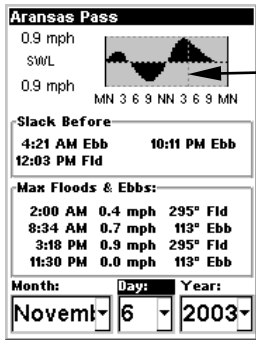 Aransas Pass
0.9 mph
SWL
0.9 mph
MN 3 6 9 NN 3 6 9 MN
Slack Before
4:21 AM Ebb 10:11 PM Ebb
12:03 PM Fld
Max Floods & Ebbs:
2:00 AM 0.4 mph 295° Fld
8:34 AM 0.7 mph 113° Ebb
3:18 PM 0.9 mph 295° Fld
11:30 PM 0.0 mph 113° Ebb
Month: Day: Year:
Novemb 6 2003